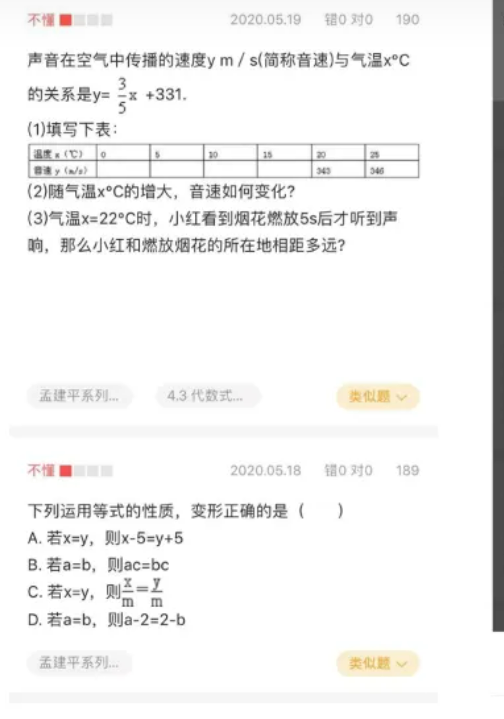 不懂 2020.05.19 错0 对0 190
声音在空气中传播的速度y m / s(简称音速)与气温x°C
的关系是y= 3/5 x +331.
(1)填写下表：
温度 x (℃) 0 5 10 15 20 25
音速 y (m/s) 343 346
(2)随气温x°C的增大，音速如何变化?
(3)气温x=22°C时，小红看到烟花燃放5s后才听到声
响，那么小红和燃放烟花的所在地相距多远?
孟建平系列... 4.3 代数式... 类似题
不懂 2020.05.18 错0 对0 189
下列运用等式的性质，变形正确的是（ ）
A. 若x=y，则x-5=y+5
B. 若a=b，则ac=bc
C. 若x=y，则x/m=y/m
D. 若a=b，则a-2=2-b
孟建平系列... 类似题